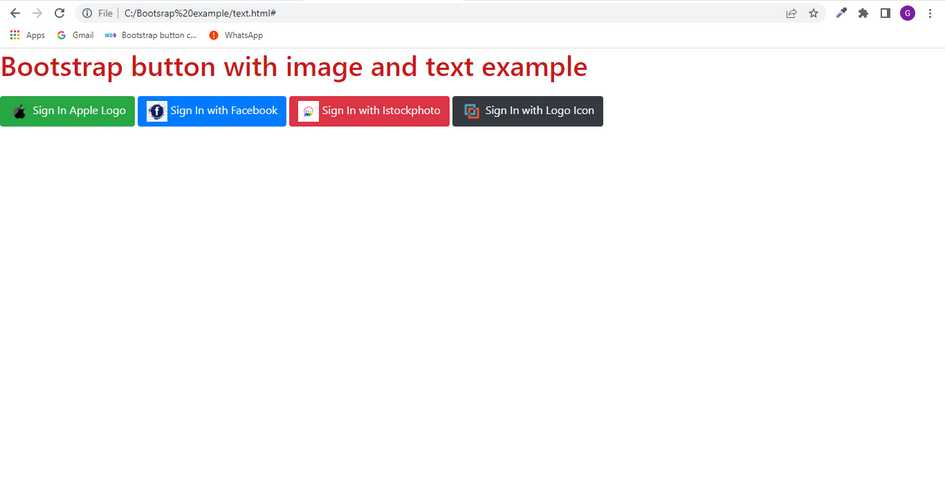 File C:/Bootsrap%20example/text.html# G
Apps Gmail Bootstrap button c... WhatsApp
Bootstrap button with image and text example
Sign In Apple Logo Sign In with Facebook Sign In with Istockphoto Sign In with Logo Icon